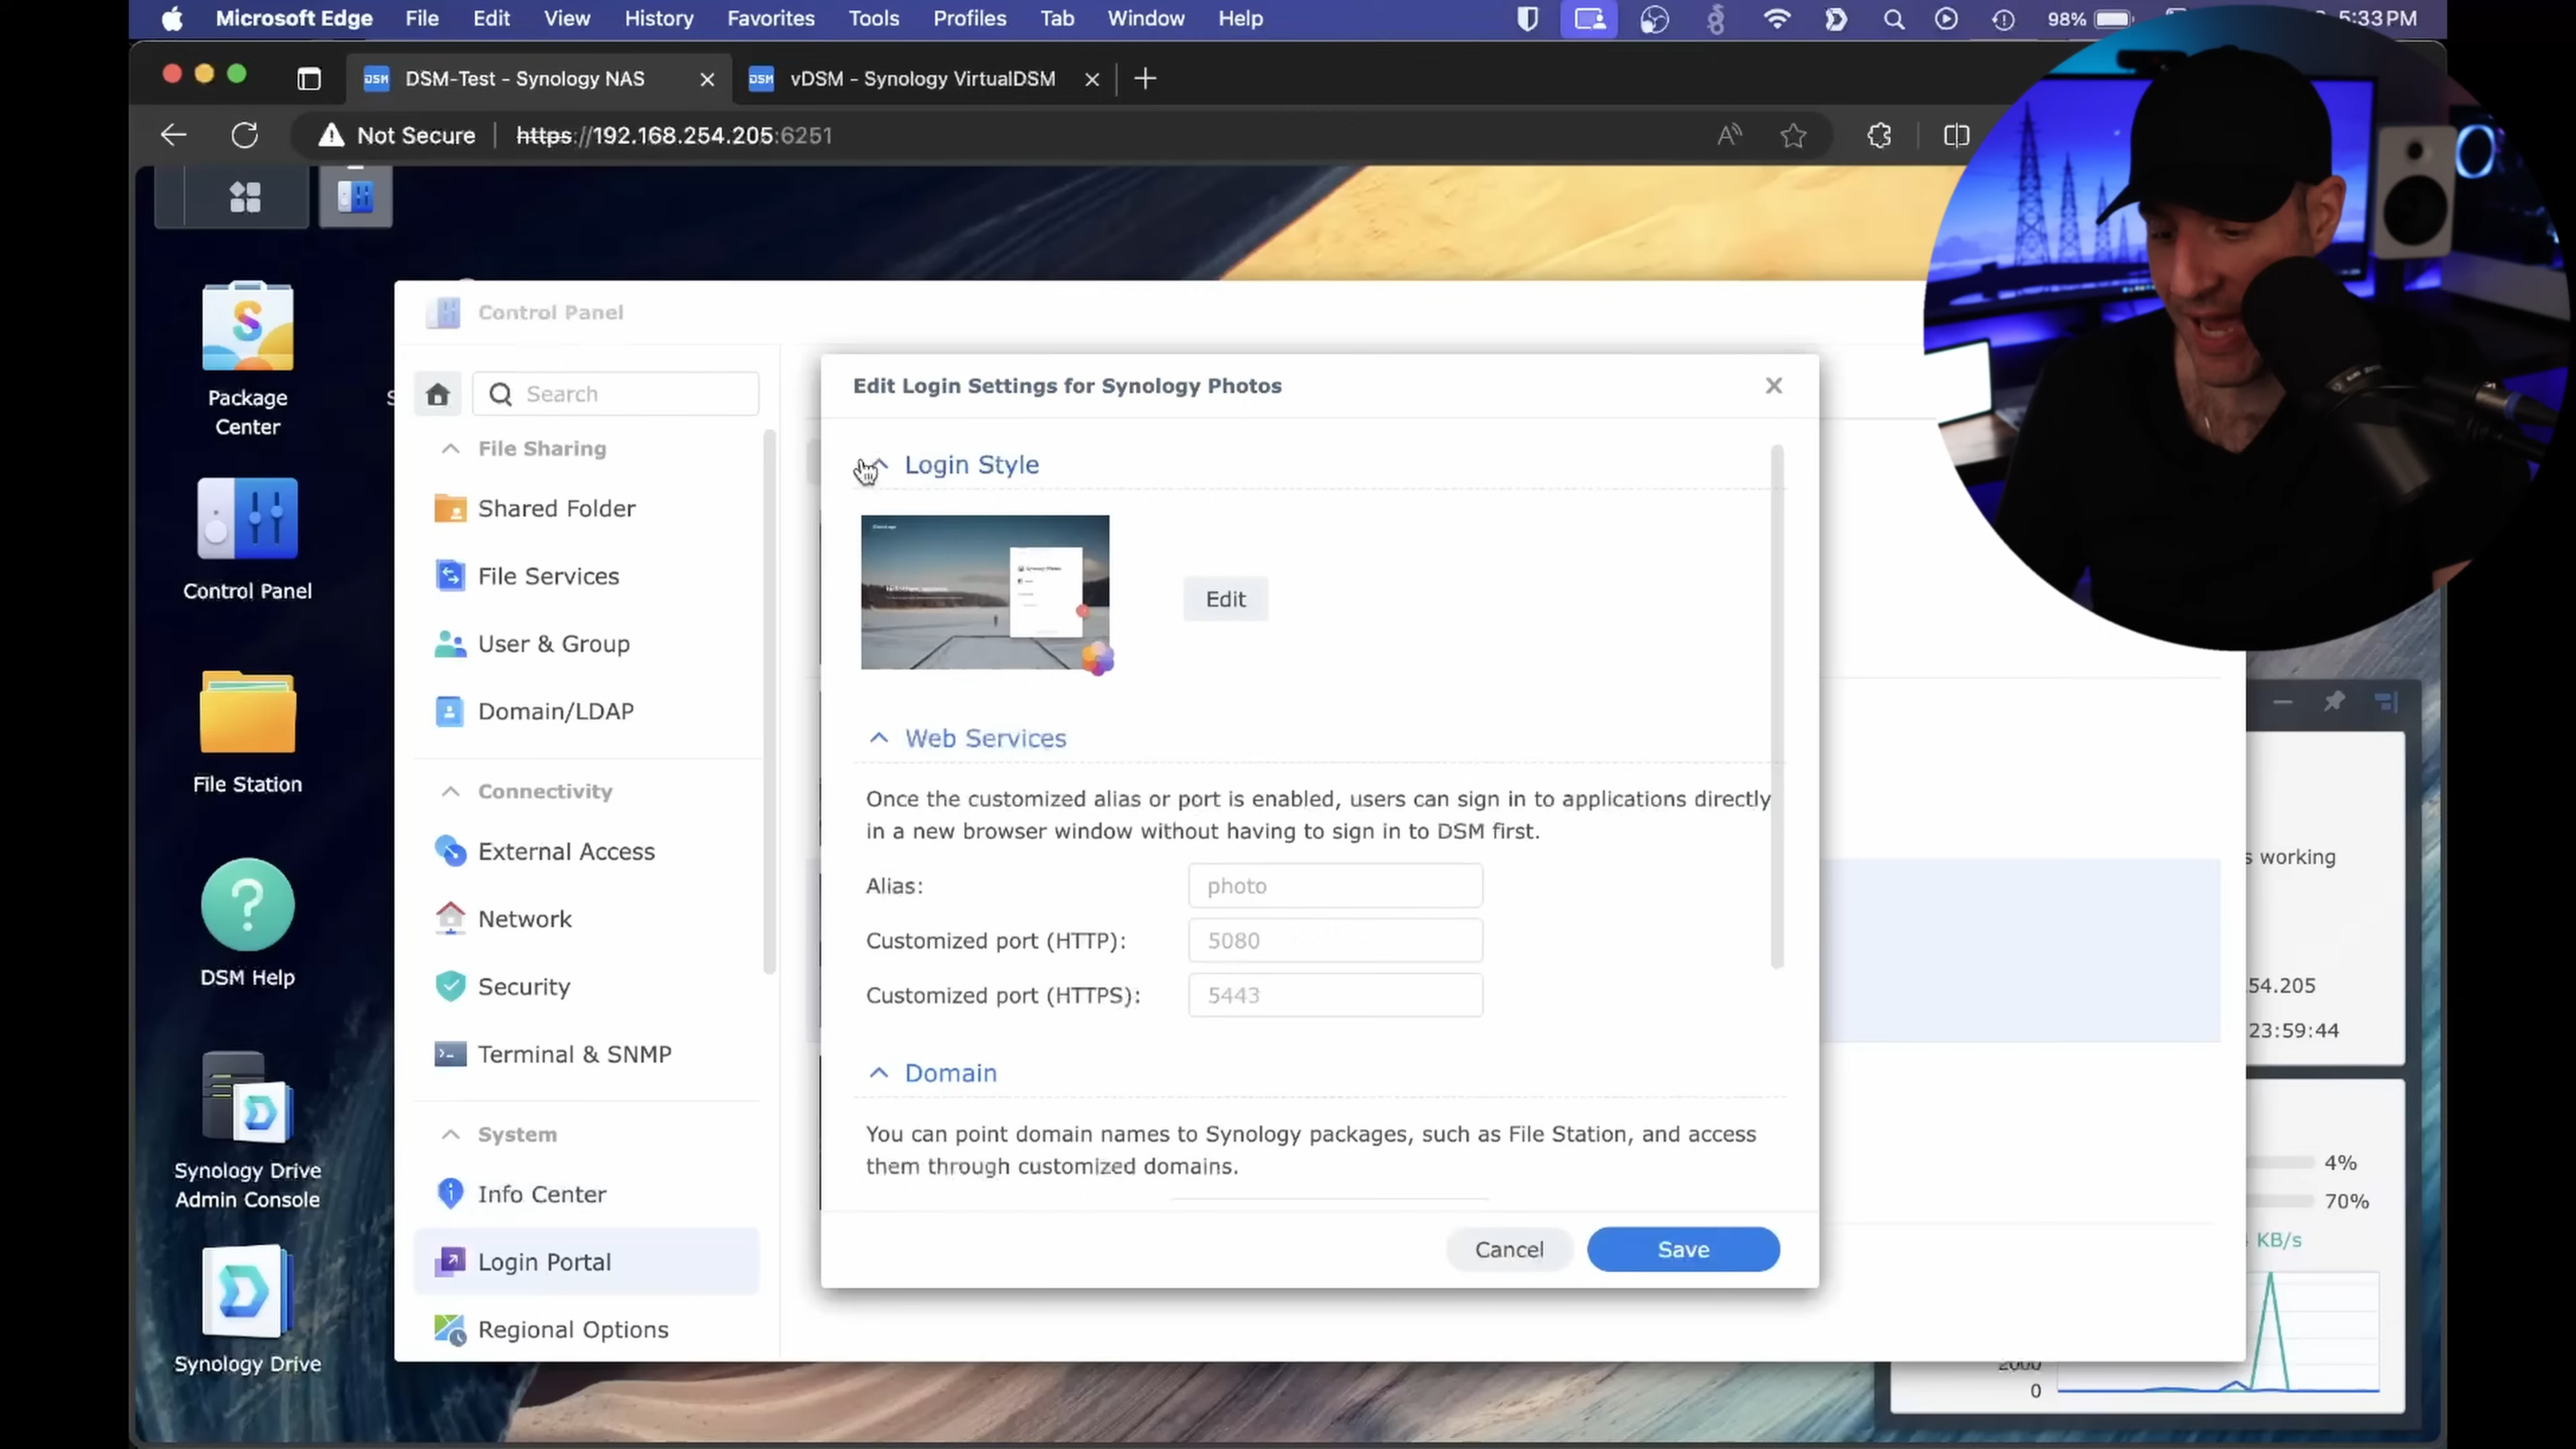 Microsoft Edge File Edit View History Favorites Tools Profiles Tab Window Help 98% 5:33 PM
DSM-Test - Synology NAS
vDSM - Synology VirtualDSM
Not Secure https://192.168.254.205:6251
Package
Center
Control Panel
File Station
DSM Help
Synology Drive
Admin Console
Synology Drive
Control Panel
Search
File Sharing
Shared Folder
File Services
User & Group
Domain/LDAP
Connectivity
External Access
Network
Security
Terminal & SNMP
System
Info Center
Login Portal
Regional Options
Edit Login Settings for Synology Photos
Login Style
Edit
Web Services
Once the customized alias or port is enabled, users can sign in to applications directly
in a new browser window without having to sign in to DSM first.
Alias: photo
Customized port (HTTP): 5080
Customized port (HTTPS): 5443
Domain
You can point domain names to Synology packages, such as File Station, and access
them through customized domains.
Cancel Save
s working
54.205
23:59:44
4%
70%
KB/s
2000
0